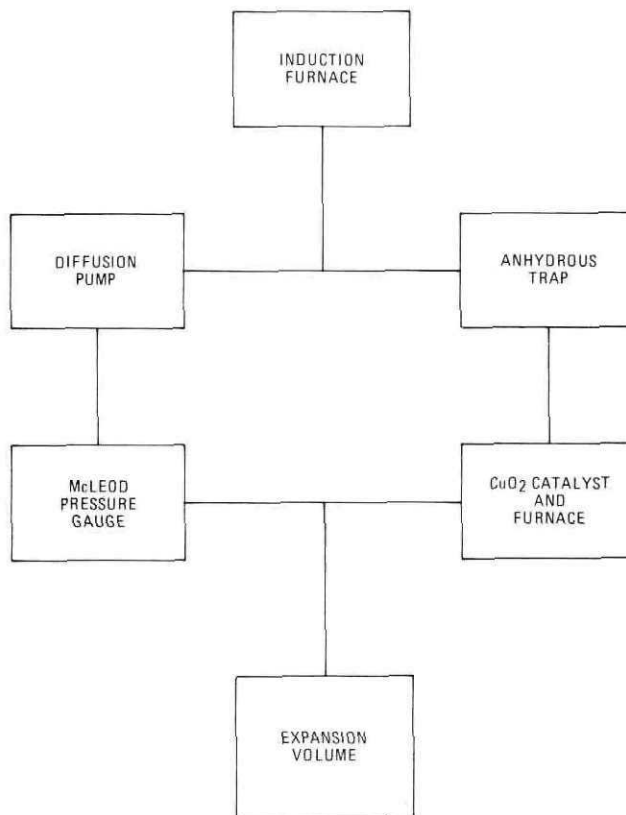 INDUCTION
FURNACE
DIFFUSION
PUMP
ANHYDROUS
TRAP
McLEOD
PRESSURE
GAUGE
CuO2 CATALYST
AND
FURNACE
EXPANSION
VOLUME